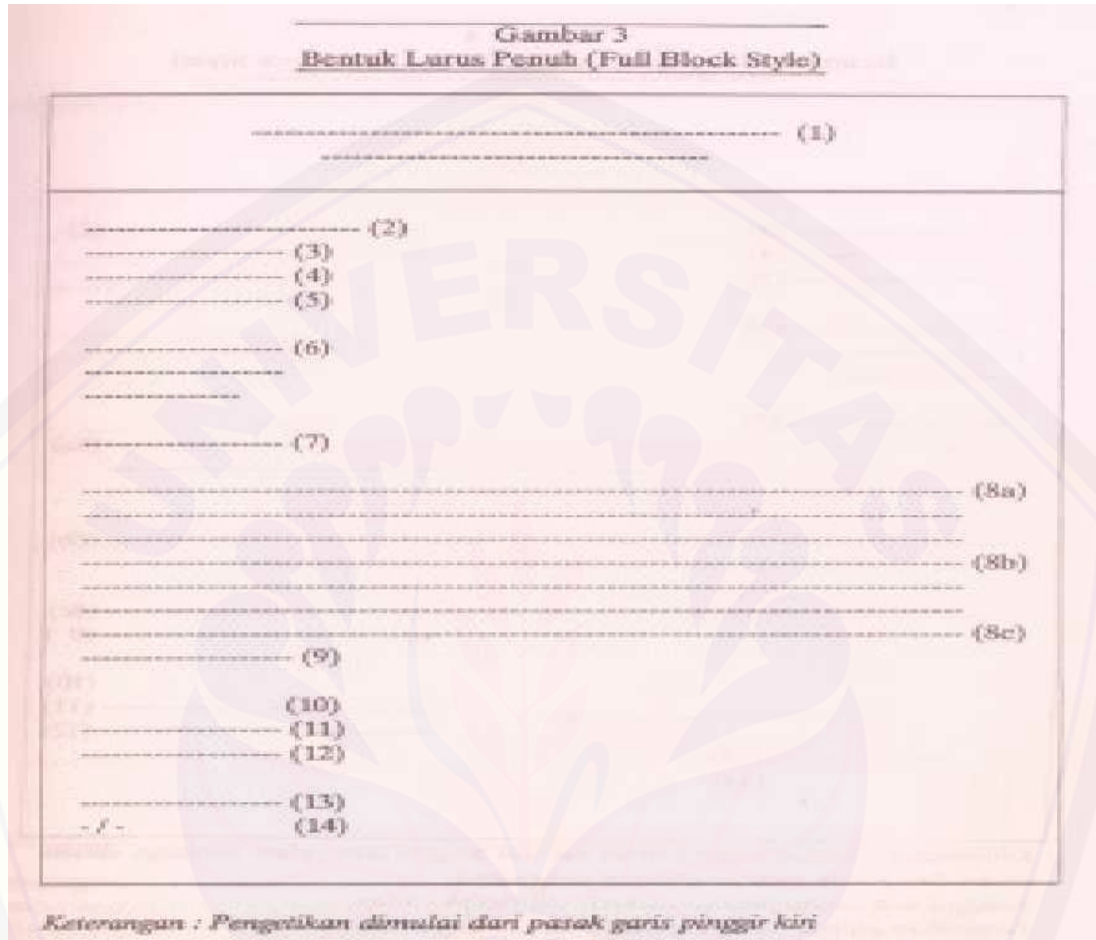 Gambar 3
Bentuk Lurus Penuh (Full Block Style)
---------------------------------------- (1)
------------------------------
------------------------- (2)
------------------ (3)
------------------ (4)
------------------ (5)
------------------ (6)
------------------
--------------
------------------ (7)
-------------------------------------------------------------------------------- (8a)
--------------------------------------------------------------------------------
--------------------------------------------------------------------------------
-------------------------------------------------------------------------------- (8b)
--------------------------------------------------------------------------------
--------------------------------------------------------------------------------
-------------------------------------------------------------------------------- (8c)
------------------- (9)
(10)
------------------ (11)
------------------ (12)
------------------ (13)
- / - (14)
Keterangan : Pengetikan dimulai dari pasak garis pinggir kiri
UNIVERSITAS